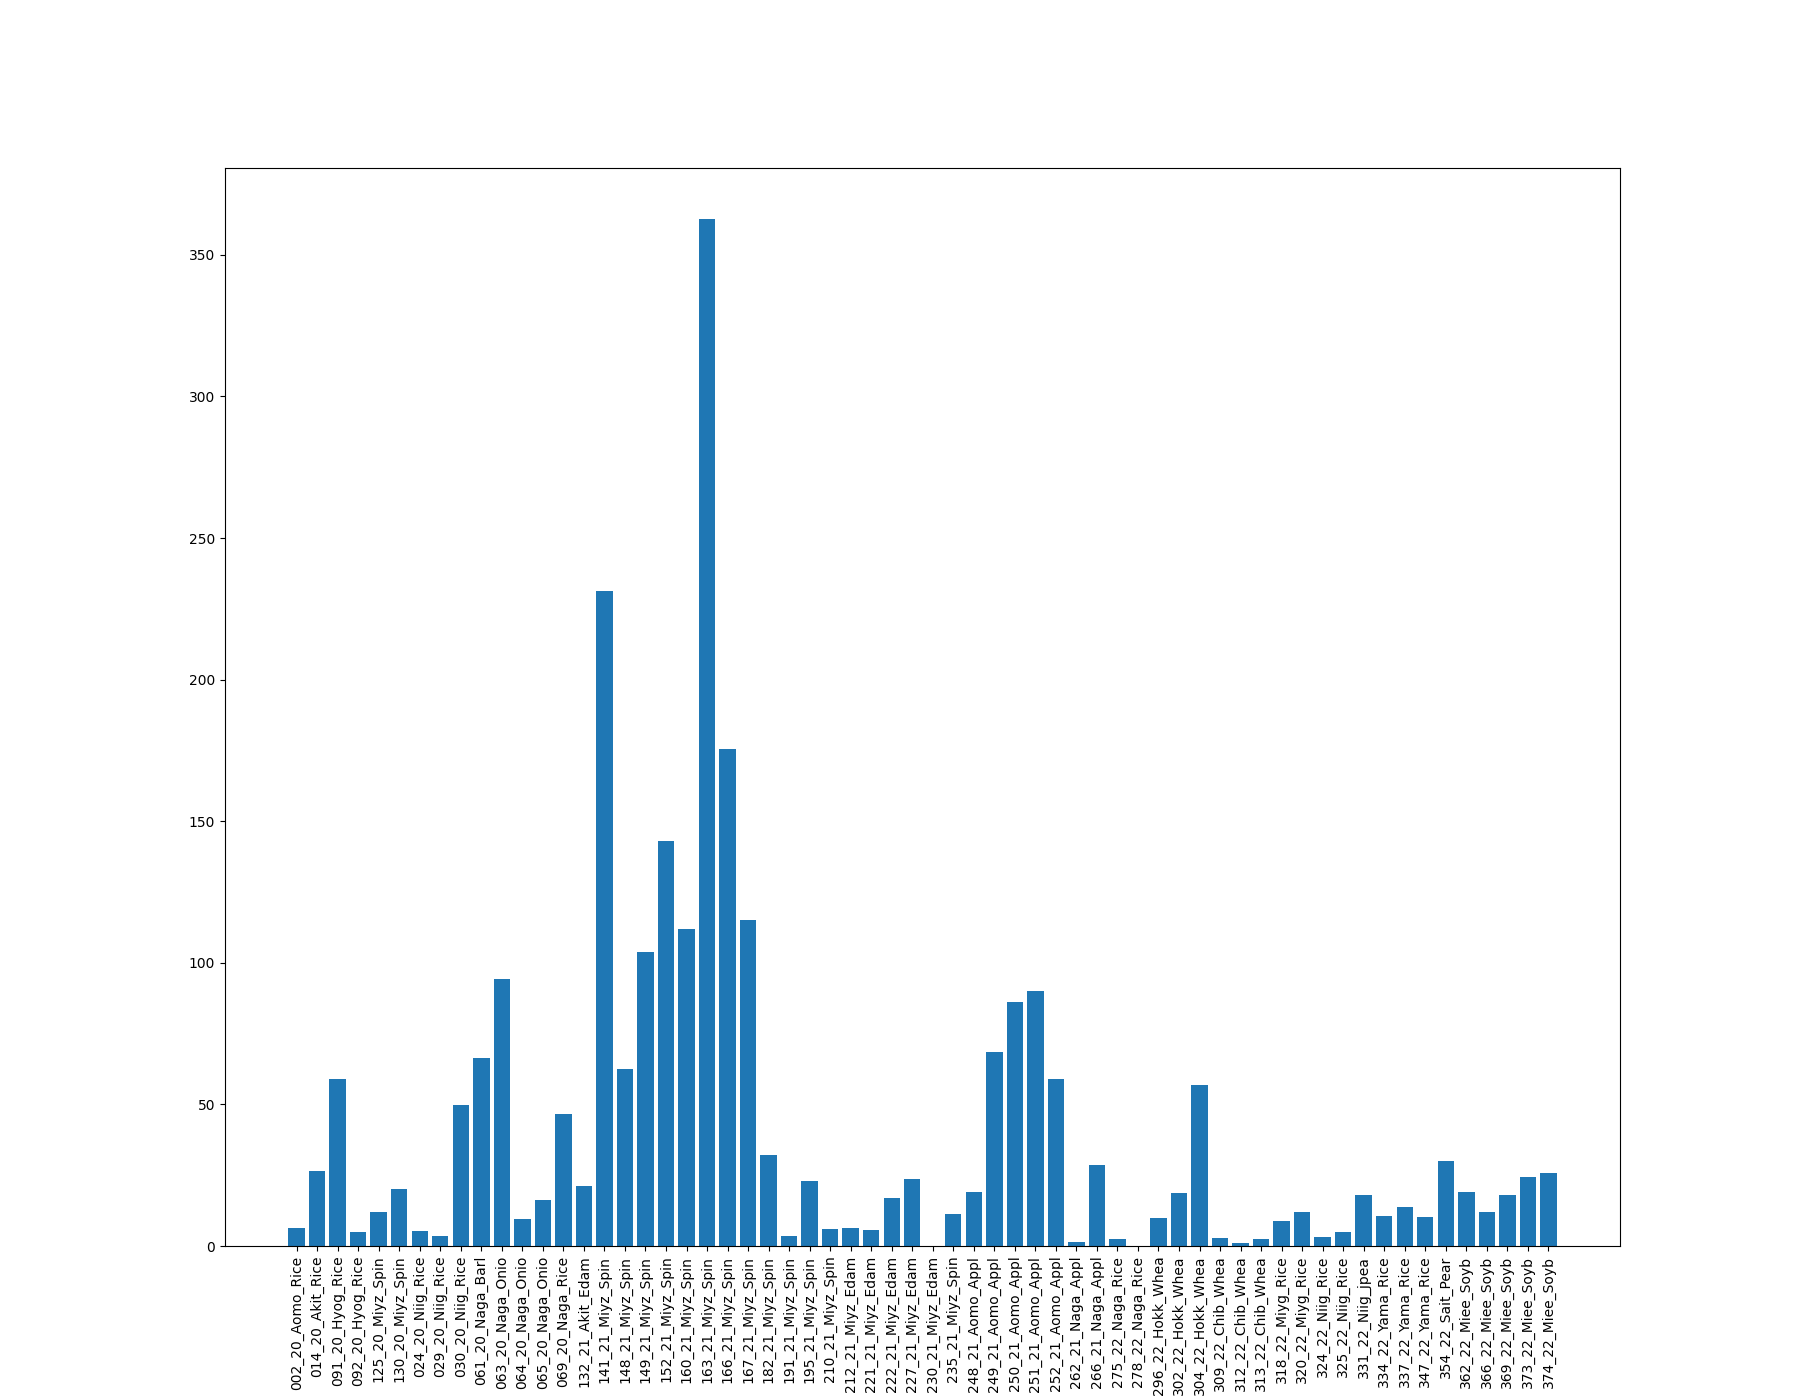 350
300
250
200
150
100
50
0
002_20_Aomo_Rice
014_20_Akit_Rice
091_20_Hyog_Rice
092_20_Hyog_Rice
125_20_Miyz_Spin
130_20_Miyz_Spin
024_20_Niig_Rice
029_20_Niig_Rice
030_20_Niig_Rice
061_20_Naga_Barl
063_20_Naga_Onio
064_20_Naga_Onio
065_20_Naga_Onio
069_20_Naga_Rice
132_21_Akit_Edam
141_21_Miyz_Spin
148_21_Miyz_Spin
149_21_Miyz_Spin
152_21_Miyz_Spin
160_21_Miyz_Spin
163_21_Miyz_Spin
166_21_Miyz_Spin
167_21_Miyz_Spin
182_21_Miyz_Spin
191_21_Miyz_Spin
195_21_Miyz_Spin
210_21_Miyz_Spin
212_21_Miyz_Edam
221_21_Miyz_Edam
222_21_Miyz_Edam
227_21_Miyz_Edam
230_21_Miyz_Edam
235_21_Miyz_Spin
248_21_Aomo_Appl
249_21_Aomo_Appl
250_21_Aomo_Appl
251_21_Aomo_Appl
252_21_Aomo_Appl
262_21_Naga_Appl
266_21_Naga_Appl
275_22_Naga_Rice
278_22_Naga_Rice
296_22_Hokk_Whea
302_22_Hokk_Whea
304_22_Hokk_Whea
309_22_Chib_Whea
312_22_Chib_Whea
313_22_Chib_Whea
318_22_Miyg_Rice
320_22_Miyg_Rice
324_22_Niig_Rice
325_22_Niig_Rice
331_22_Niig_jpea
334_22_Yama_Rice
337_22_Yama_Rice
347_22_Yama_Rice
354_22_Sait_Pear
362_22_Miee_Soyb
366_22_Miee_Soyb
369_22_Miee_Soyb
373_22_Miee_Soyb
374_22_Miee_Soyb